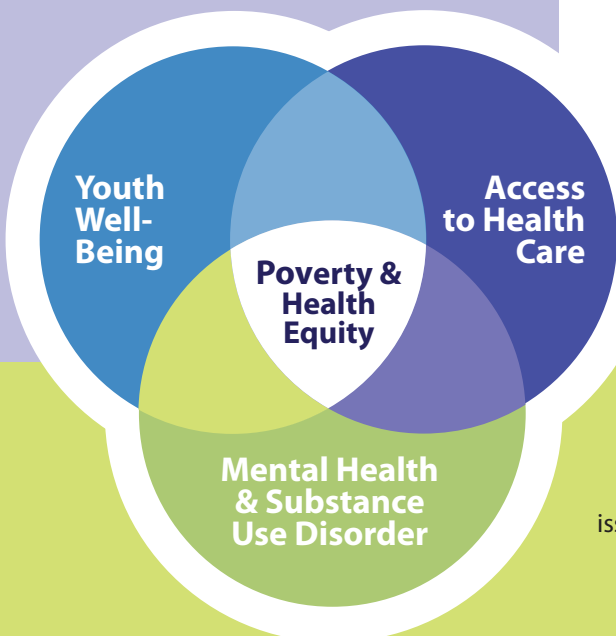 Youth
Well-
Being
Access
to Health
Care
Poverty &
Health
Equity
Mental Health
& Substance
Use Disorder